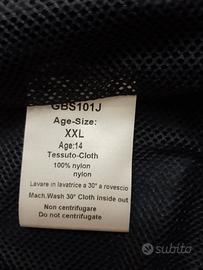 GBS101J
Age-Size:
XXL
Age:14
Tessuto-Cloth
100% nylon
nylon
Lavare in lavatrice a 30° a rovescio
Mach.Wash 30° Cloth inside out
Non centrifugare
Do not centrifugate
subito